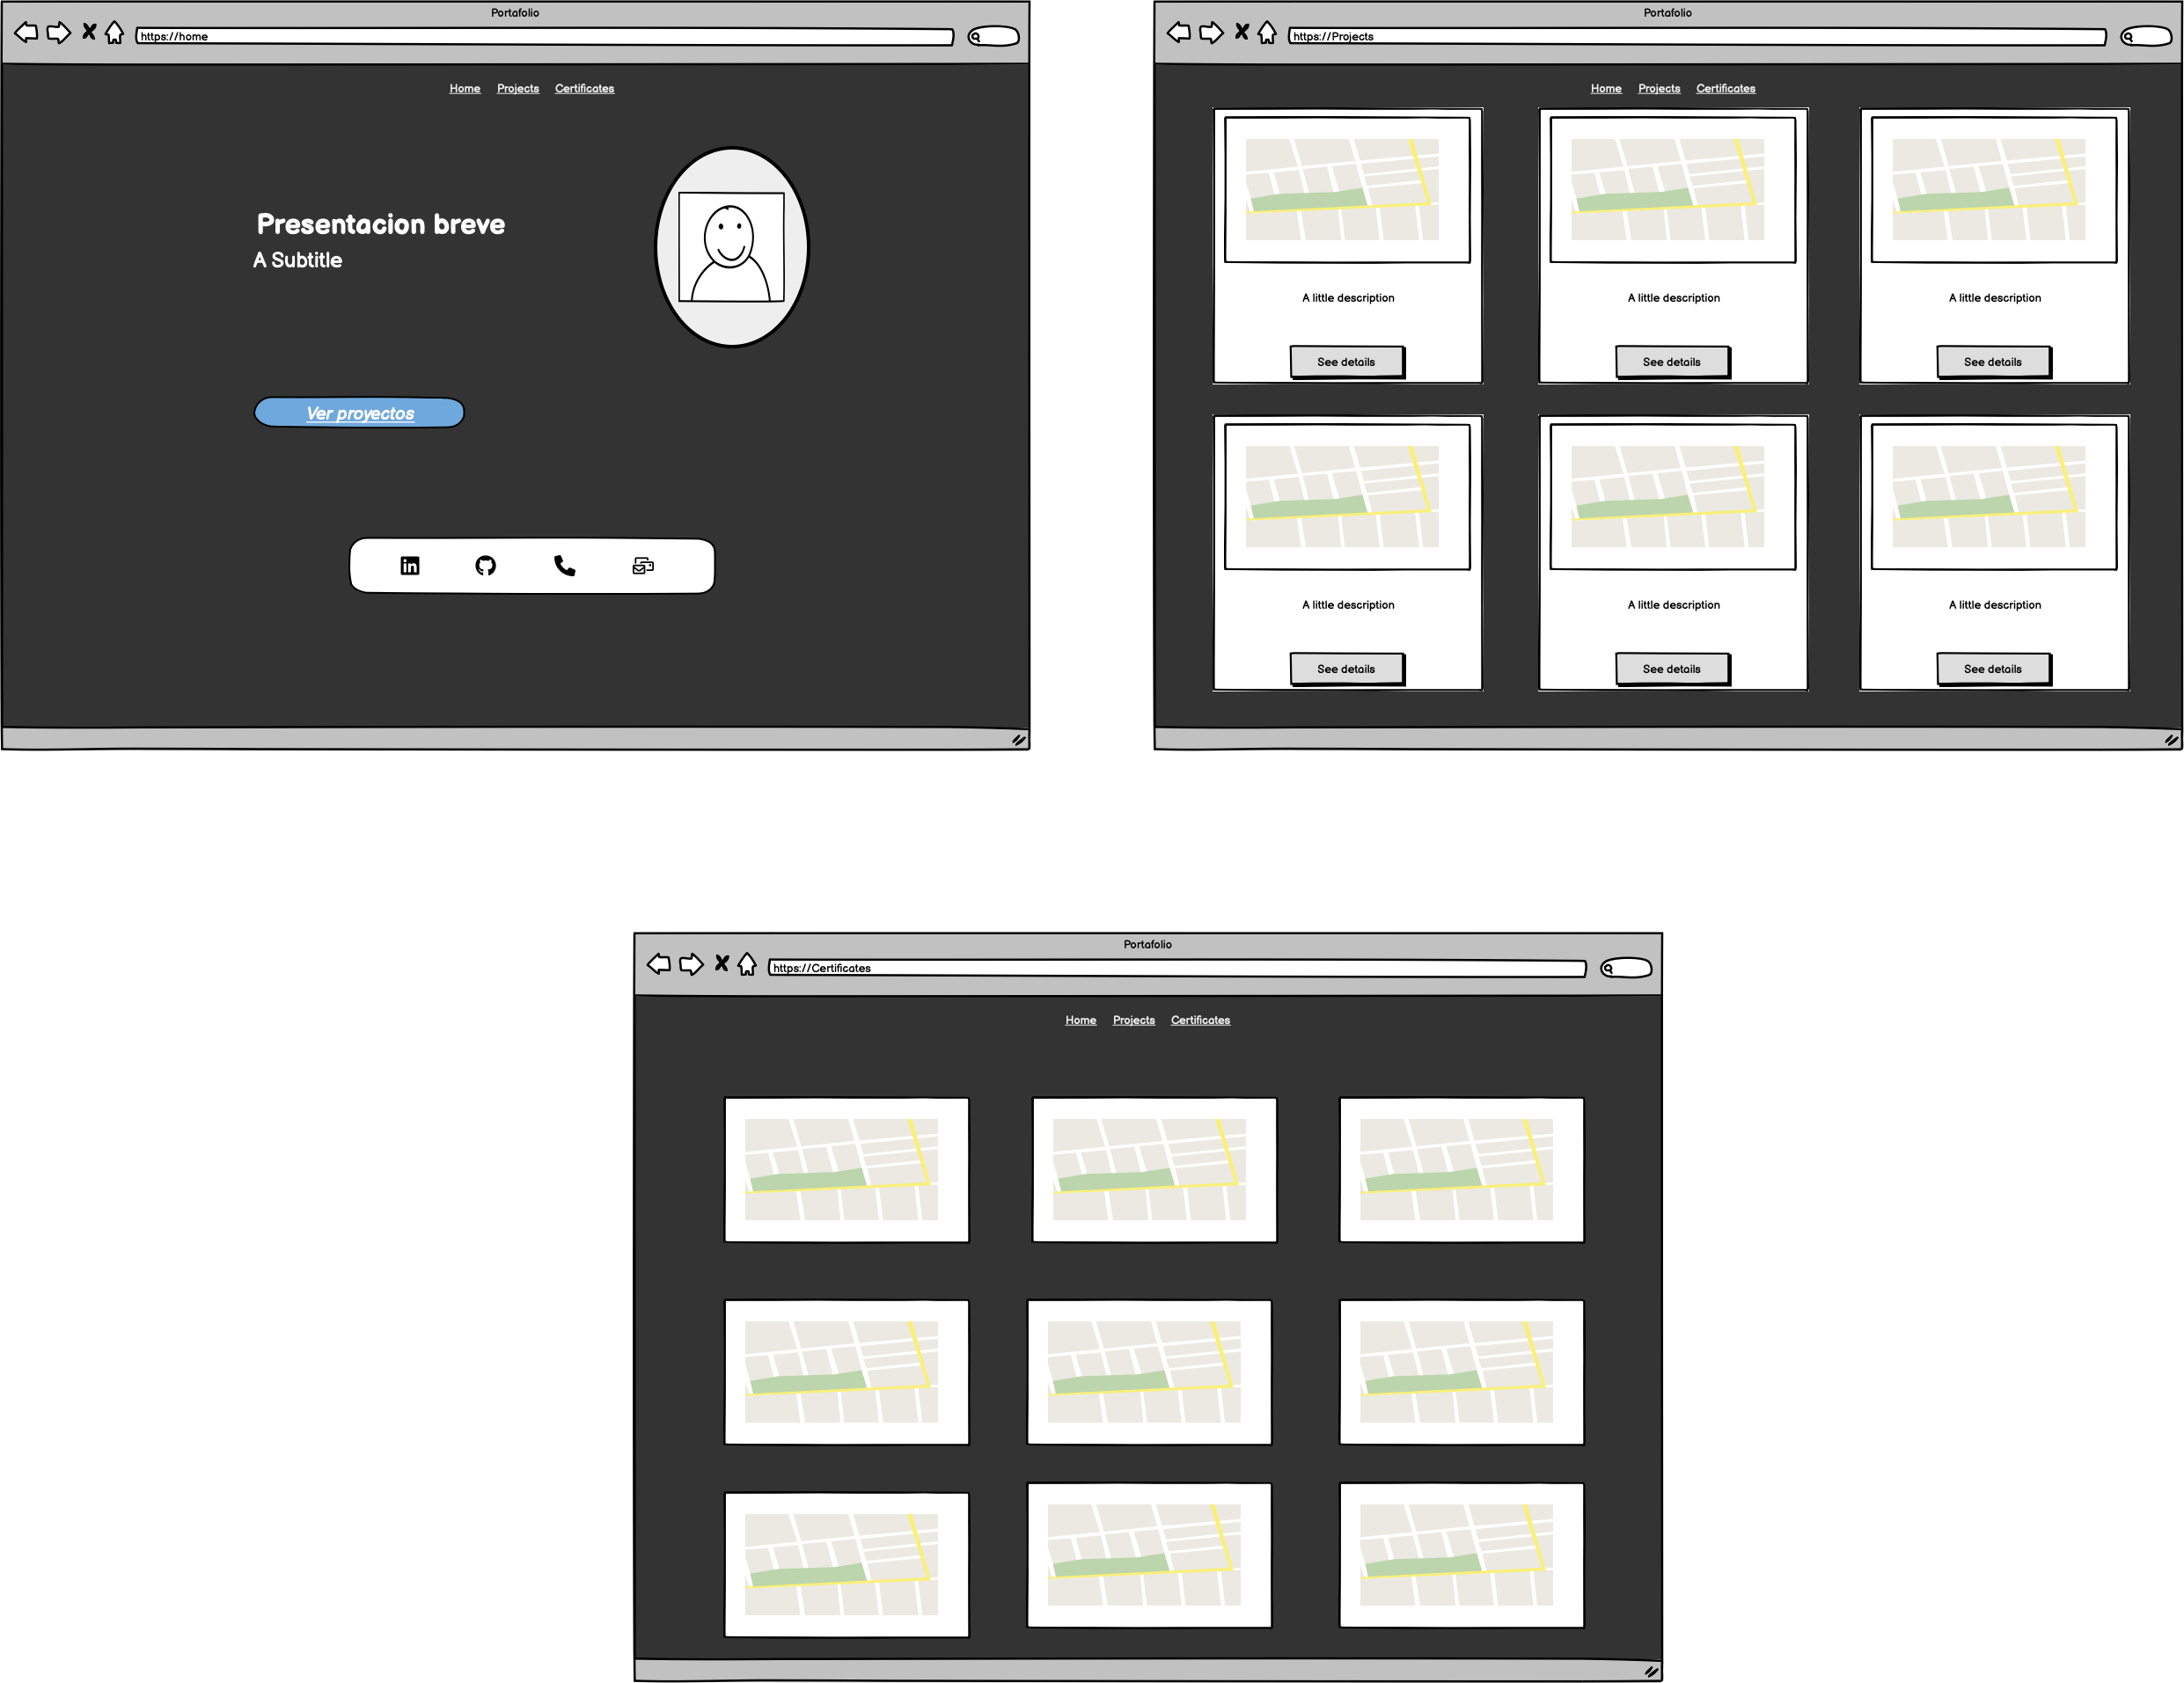 Portafolio
https://home
Home Projects Certificates
Presentacion breve
A Subtitle
Ver proyectos
in
Portafolio
https://Projects
Home Projects Certificates
A little description A little description A little description
See details See details See details
A little description A little description A little description
See details See details See details
Portafolio
https://Certificates
Home Projects Certificates